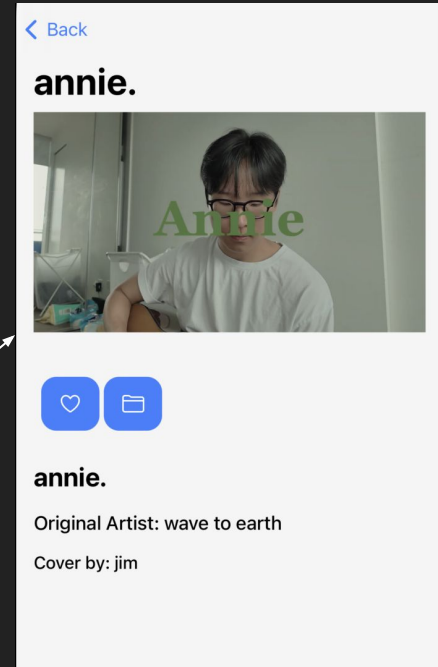 Back
annie.
Annie
annie.
Original Artist: wave to earth
Cover by: jim